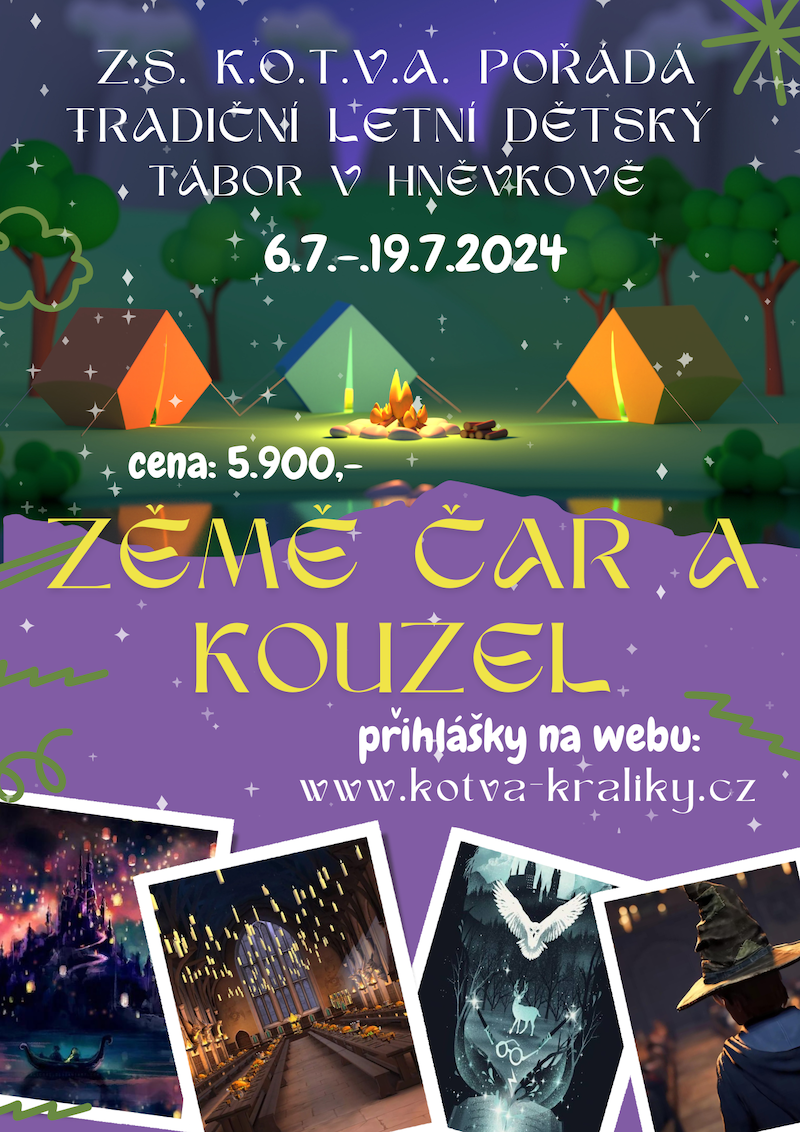 Z.S. K.O.T.V.A. POŘÁDÁ
TRADIČNÍ LETNÍ DĚTSKÝ
TÁBOR V HNĚVKOVĚ
6.7.-.19.7.2024
cena: 5.900,-
ZĚMĚ ČAR A
KOUZEL
přihlášky na webu:
www.kotva-kraliky.cz